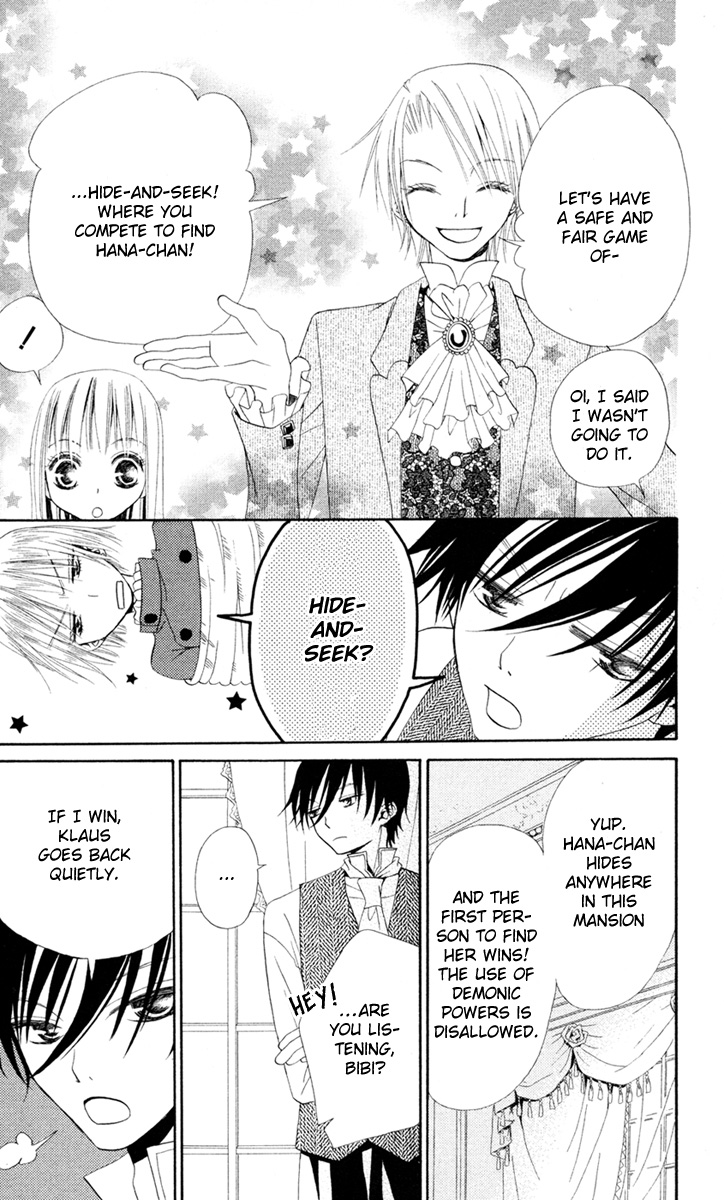 LET'S HAVE
A SAFE AND
FAIR GAME
OF-
...HIDE-AND-SEEK!
WHERE YOU
COMPETE TO FIND
HANA-CHAN!
OI, I SAID
I WASN'T
GOING TO
DO IT.
!
HIDE-
AND-
SEEK?
YUP.
HANA-CHAN
HIDES
ANYWHERE
IN THIS
MANSION
AND THE
FIRST PER-
SON TO FIND
HER WINS!
THE USE OF
DEMONIC
POWERS IS
DISALLOWED.
...
HEY!
...ARE
YOU LIS-
TENING,
BIBI?
IF I WIN,
KLAUS
GOES BACK
QUIETLY.